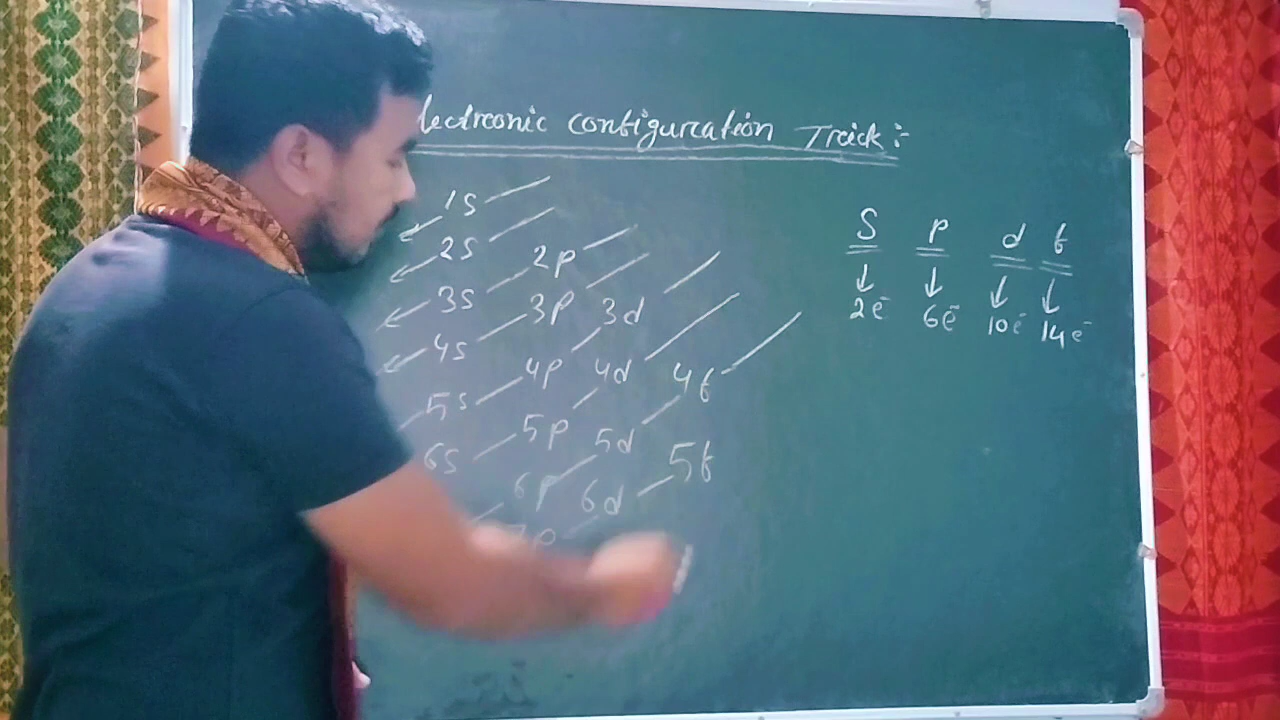 lectronic configuration Trick:-
1s
2s 2p
3s 3p 3d
4s 4p 4d 4f
5s 5p 5d 5f
6s 6p 6d
7p
S P d f
↓ ↓ ↓ ↓
2e⁻ 6e⁻ 10e⁻ 14e⁻